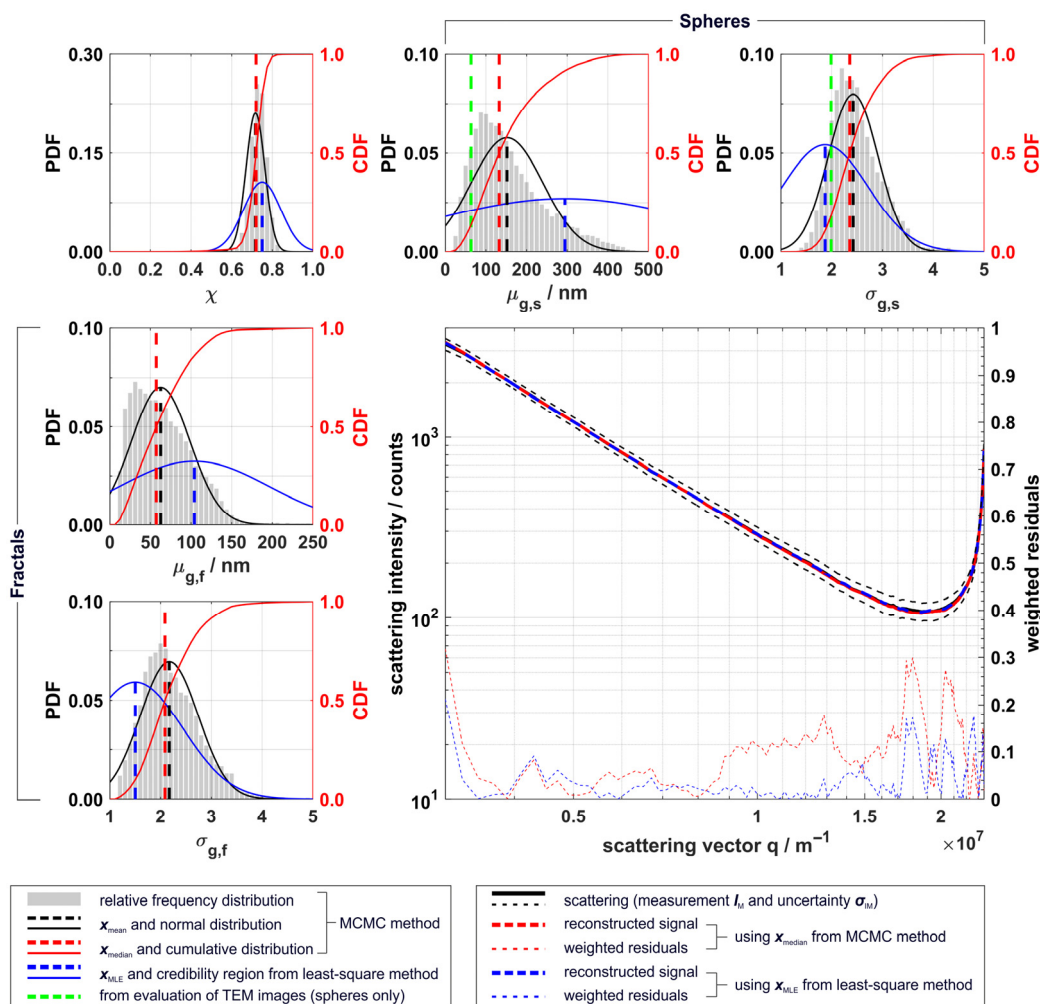 Spheres
0.30
0.15
0.00
PDF
1.0
0.5
0.0
CDF
0.0 0.2 0.4 0.6 0.8 1.0
χ
0.10
0.05
0.00
PDF
1.0
0.5
0.0
CDF
0 100 200 300 400 500
μg,s / nm
0.10
0.05
0.00
PDF
1.0
0.5
0.0
CDF
1 2 3 4 5
σg,s
Fractals
0.10
0.05
0.00
PDF
1.0
0.5
0.0
CDF
0 50 100 150 200 250
μg,f / nm
0.10
0.05
0.00
PDF
1.0
0.5
0.0
CDF
1 2 3 4 5
σg,f
scattering intensity / counts
10³
10²
10¹
1
0.9
0.8
0.7
0.6
0.5
0.4
0.3
0.2
0.1
0
weighted residuals
0.5 1 1.5 2
× 10⁷
scattering vector q / m⁻¹
relative frequency distribution
xmean and normal distribution
xmedian and cumulative distribution
MCMC method
xMLE and credibility region from least-square method
from evaluation of TEM images (spheres only)
scattering (measurement IM and uncertainty σIM)
reconstructed signal
weighted residuals
using xmedian from MCMC method
reconstructed signal
weighted residuals
using xMLE from least-square method